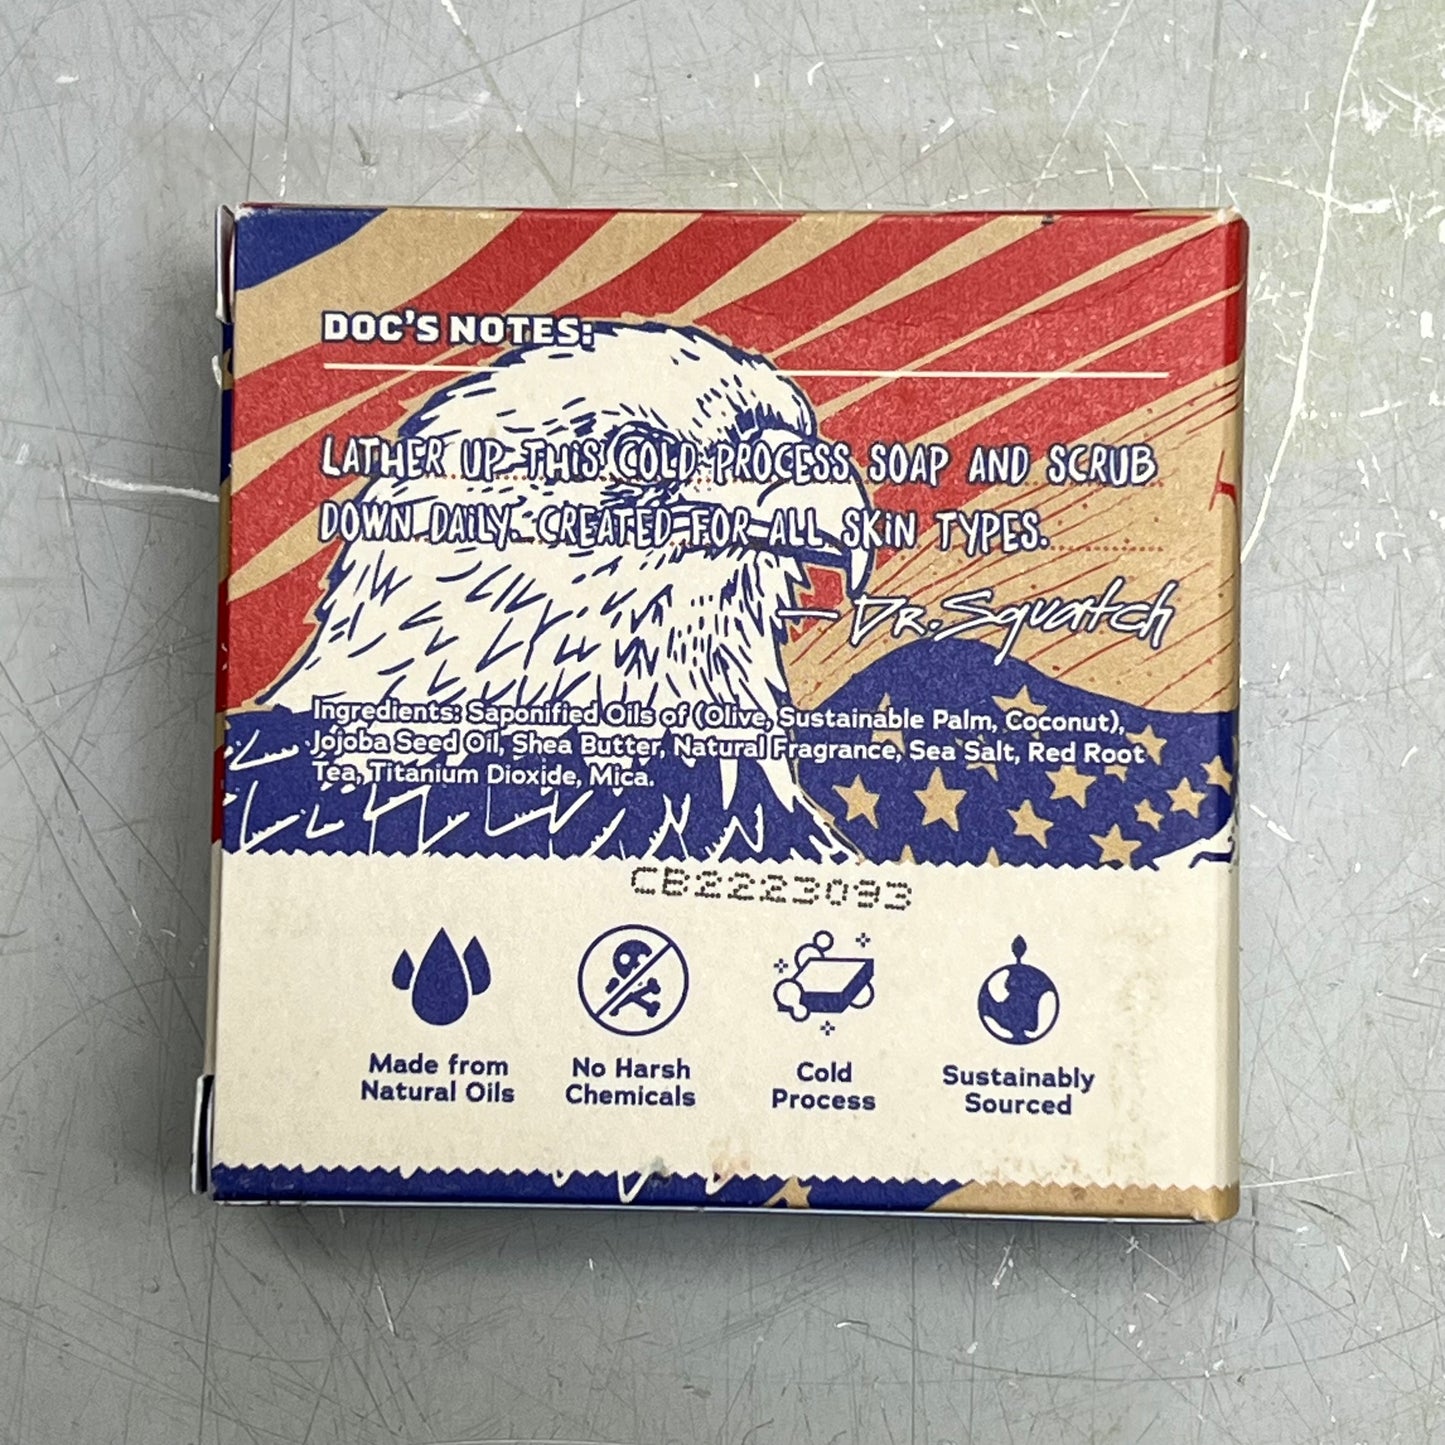 DOC'S NOTES:
LATHER UP THIS COLD PROCESS SOAP AND SCRUB
DOWN DAILY. CREATED FOR ALL SKIN TYPES.
— DR. Squatch
Ingredients: Saponified Oils of (Olive, Sustainable Palm, Coconut),
Jojoba Seed Oil, Shea Butter, Natural Fragrance, Sea Salt, Red Root
Tea, Titanium Dioxide, Mica.
CB2223093
Made from
Natural Oils
No Harsh
Chemicals
Cold
Process
Sustainably
Sourced